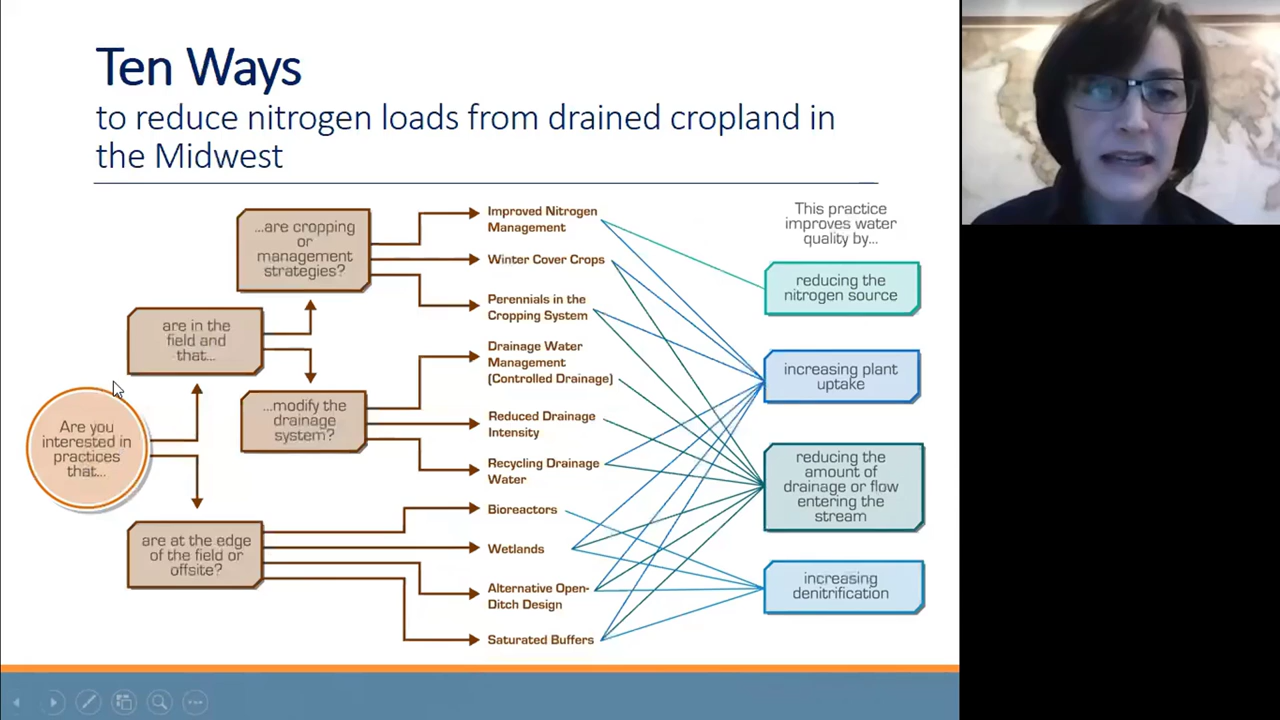 Ten Ways
to reduce nitrogen loads from drained cropland in
the Midwest
Are you
interested in
practices
that...
are in the
field and
that...
...are cropping
or
management
strategies?
...modify the
drainage
system?
are at the edge
of the field or
offsite?
Improved Nitrogen
Management
Winter Cover Crops
Perennials in the
Cropping System
Drainage Water
Management
(Controlled Drainage)
Reduced Drainage
Intensity
Recycling Drainage
Water
Bioreactors
Wetlands
Alternative Open-
Ditch Design
Saturated Buffers
This practice
improves water
quality by...
reducing the
nitrogen source
increasing plant
uptake
reducing the
amount of
drainage or flow
entering the
stream
increasing
denitrification